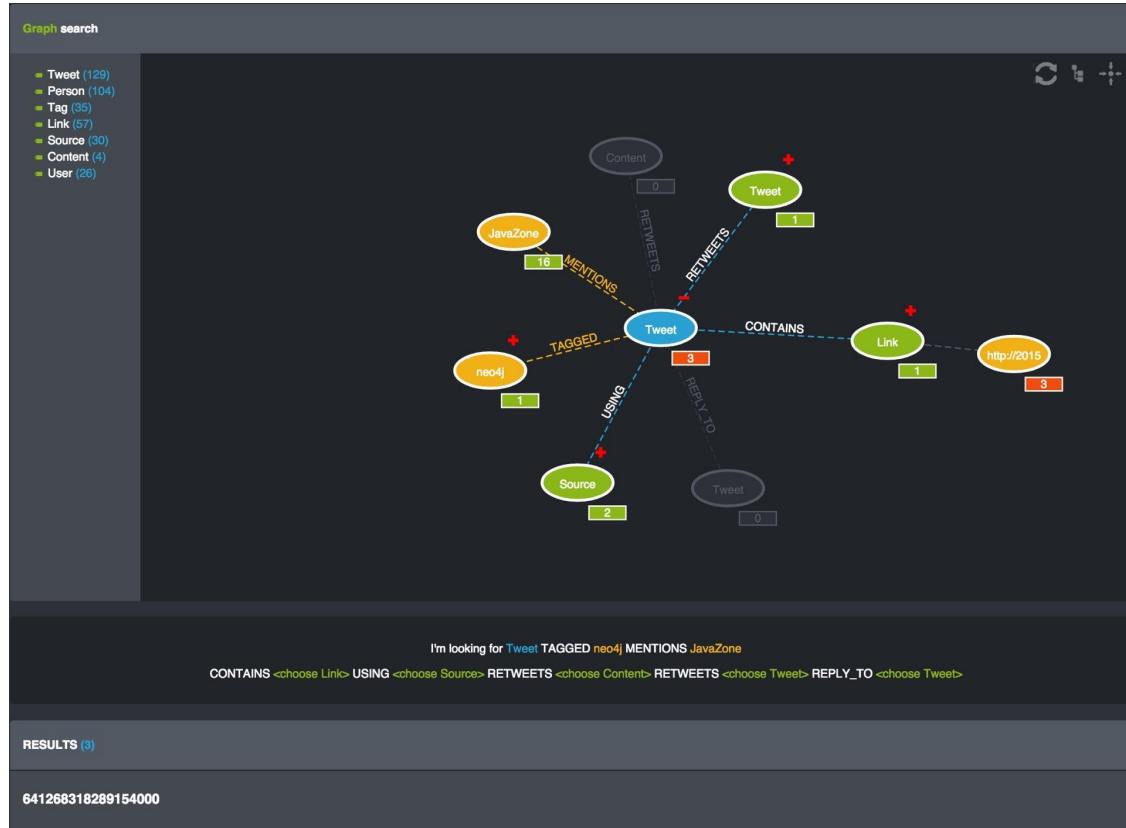 Graph search
Tweet (129)
Person (104)
Tag (35)
Link (57)
Source (30)
Content (4)
User (26)
Content
0
RETWEETS
Tweet
1
RETWEETS
JavaZone
16
MENTIONS
Tweet
3
CONTAINS
Link
1
http://2015
3
TAGGED
neo4j
1
USING
REPLY_TO
Source
2
Tweet
0
I'm looking for Tweet TAGGED neo4j MENTIONS JavaZone
CONTAINS <choose Link> USING <choose Source> RETWEETS <choose Content> RETWEETS <choose Tweet> REPLY_TO <choose Tweet>
RESULTS (3)
641268318289154000